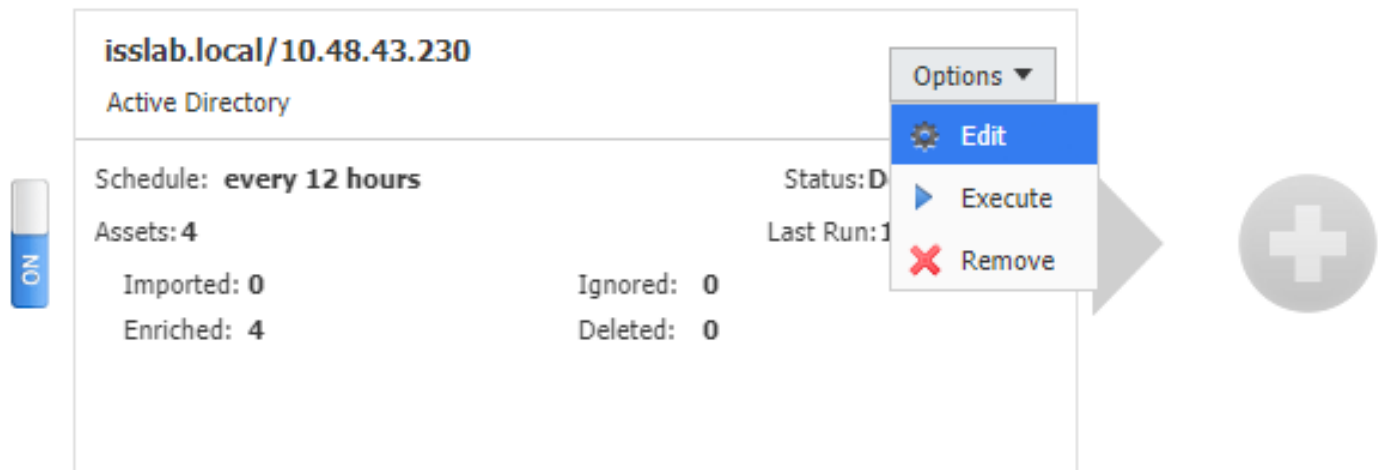 isslab.local/10.48.43.230
Options
Active Directory
Edit
Schedule: every 12 hours
Status:
Execute
Assets: 4
Last Run:
Remove
ON
Imported: 0
Ignored: 0
Enriched: 4
Deleted: 0